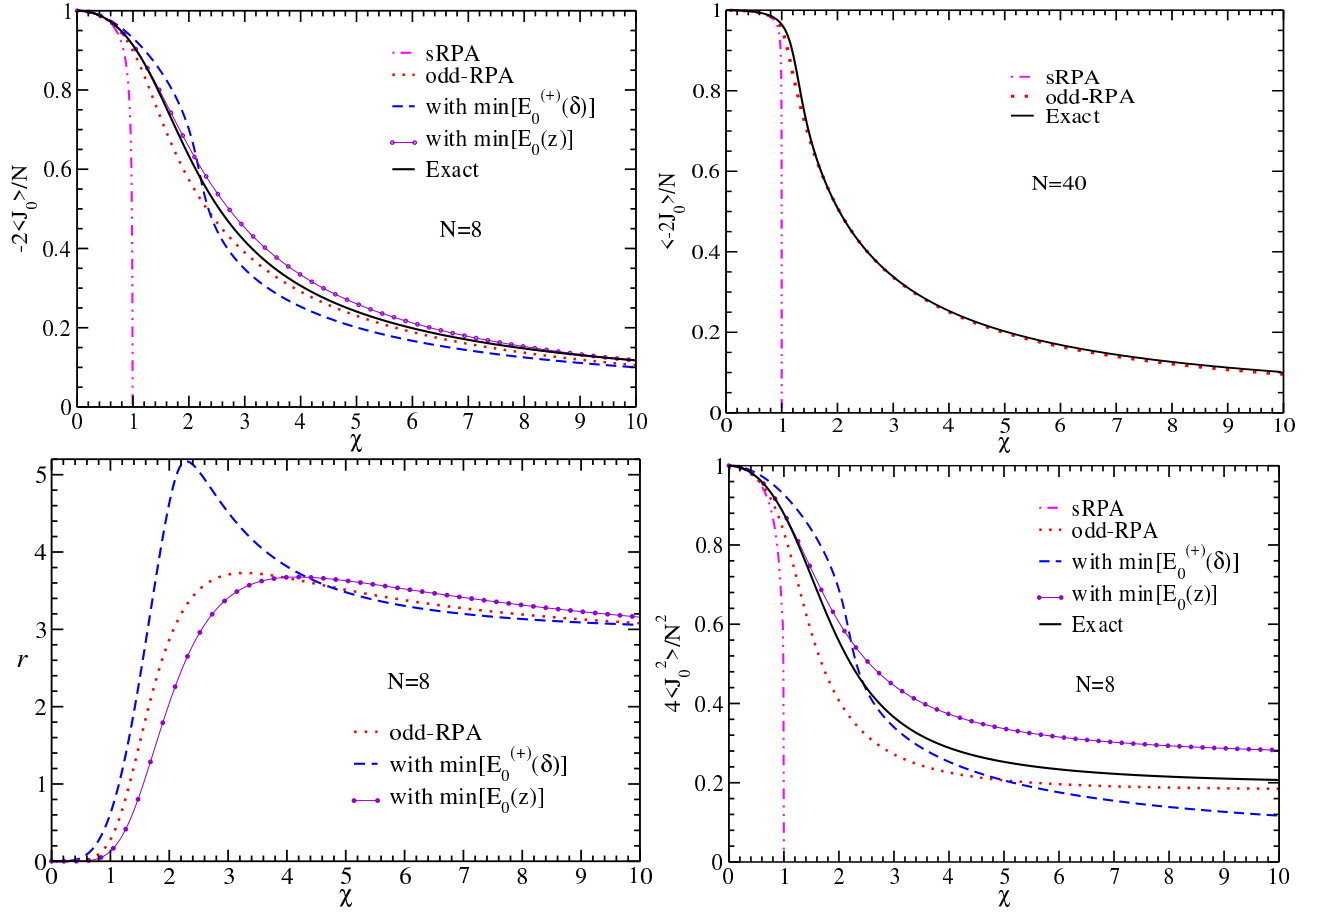 -2<J₀>/N
1
0.8
0.6
0.4
0.2
0
sRPA
odd-RPA
with min[E₀⁽⁺⁾(δ)]
with min[E₀(z)]
Exact
N=8
0 1 2 3 4 5 6 7 8 9 10
χ
<-2J₀>/N
1
0.8
0.6
0.4
0.2
0
sRPA
odd-RPA
Exact
N=40
0 1 2 3 4 5 6 7 8 9 10
χ
r
5
4
3
2
1
0
N=8
odd-RPA
with min[E₀⁽⁺⁾(δ)]
with min[E₀(z)]
0 1 2 3 4 5 6 7 8 9 10
χ
4<J₀²>/N²
1
0.8
0.6
0.4
0.2
0
sRPA
odd-RPA
with min[E₀⁽⁺⁾(δ)]
with min[E₀(z)]
Exact
N=8
0 1 2 3 4 5 6 7 8 9 10
χ